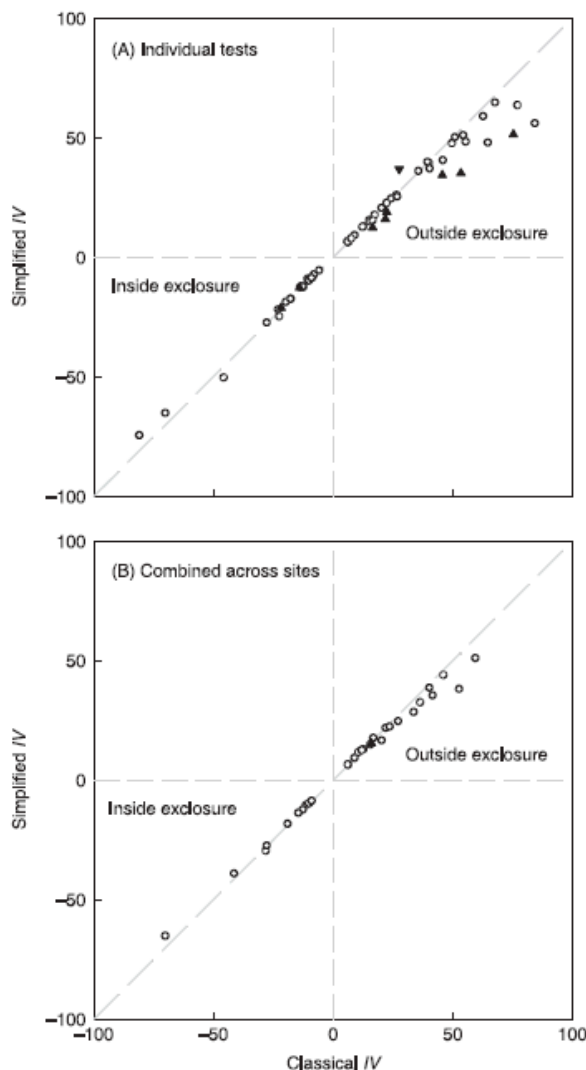 100
(A) Individual tests
50
Simplified IV
Outside exclosure
0
Inside exclosure
−50
−100
100
(B) Combined across sites
50
Simplified IV
Outside exclosure
0
Inside exclosure
−50
−100
−100 −50 0 50 100
Classical IV